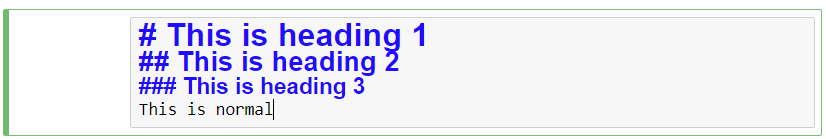 # This is heading 1
## This is heading 2
### This is heading 3
This is normal